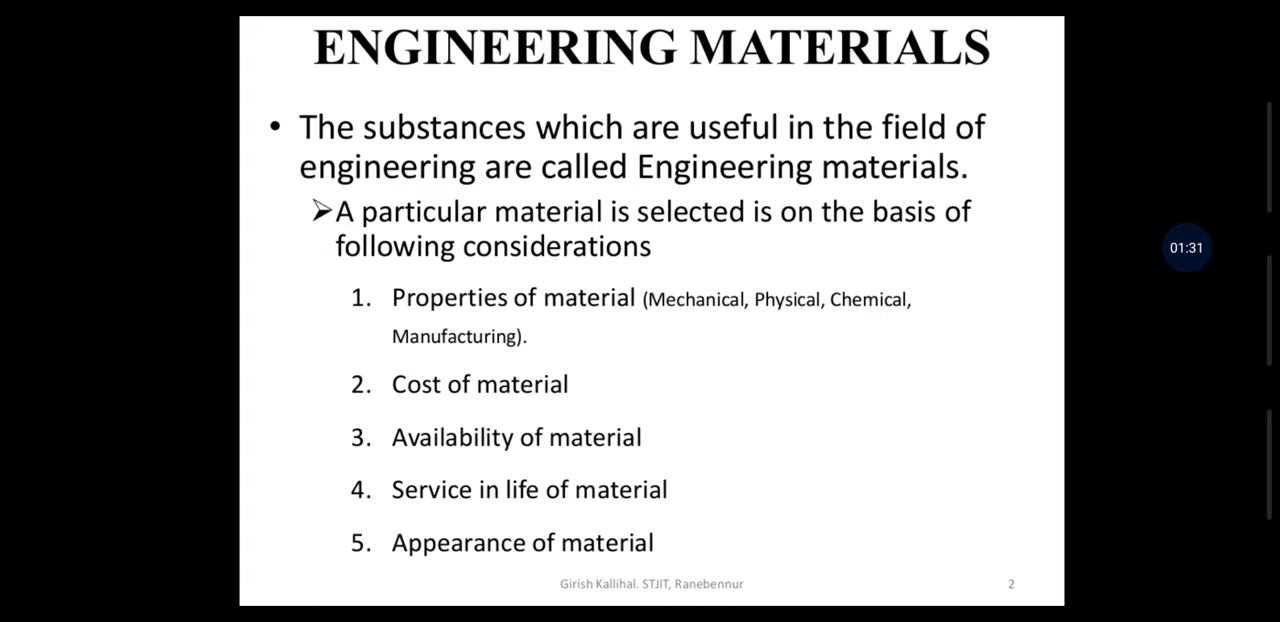 ENGINEERING MATERIALS
• The substances which are useful in the field of
engineering are called Engineering materials.
➢A particular material is selected is on the basis of
following considerations
1. Properties of material (Mechanical, Physical, Chemical,
Manufacturing).
2. Cost of material
3. Availability of material
4. Service in life of material
5. Appearance of material
Girish Kallihal. STJIT, Ranebennur 2
01:31